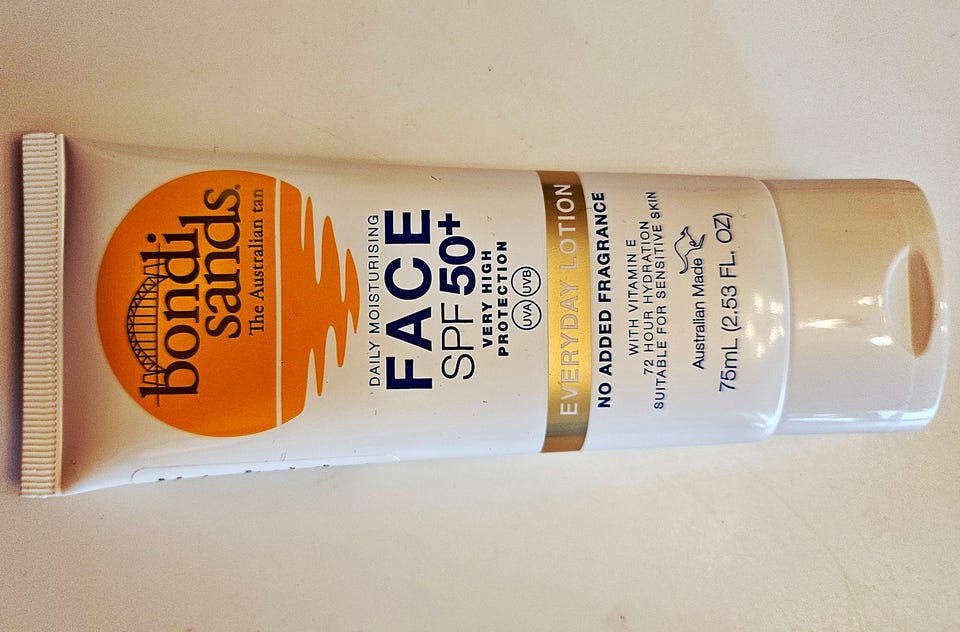 bondi
sands®
The Australian tan
DAILY MOISTURISING
FACE
SPF 50+
VERY HIGH
PROTECTION
UVA UVB
EVERYDAY LOTION
NO ADDED FRAGRANCE
WITH VITAMIN E
72 HOUR HYDRATION
SUITABLE FOR SENSITIVE SKIN
Australian Made
75mL (2.53 FL. OZ)